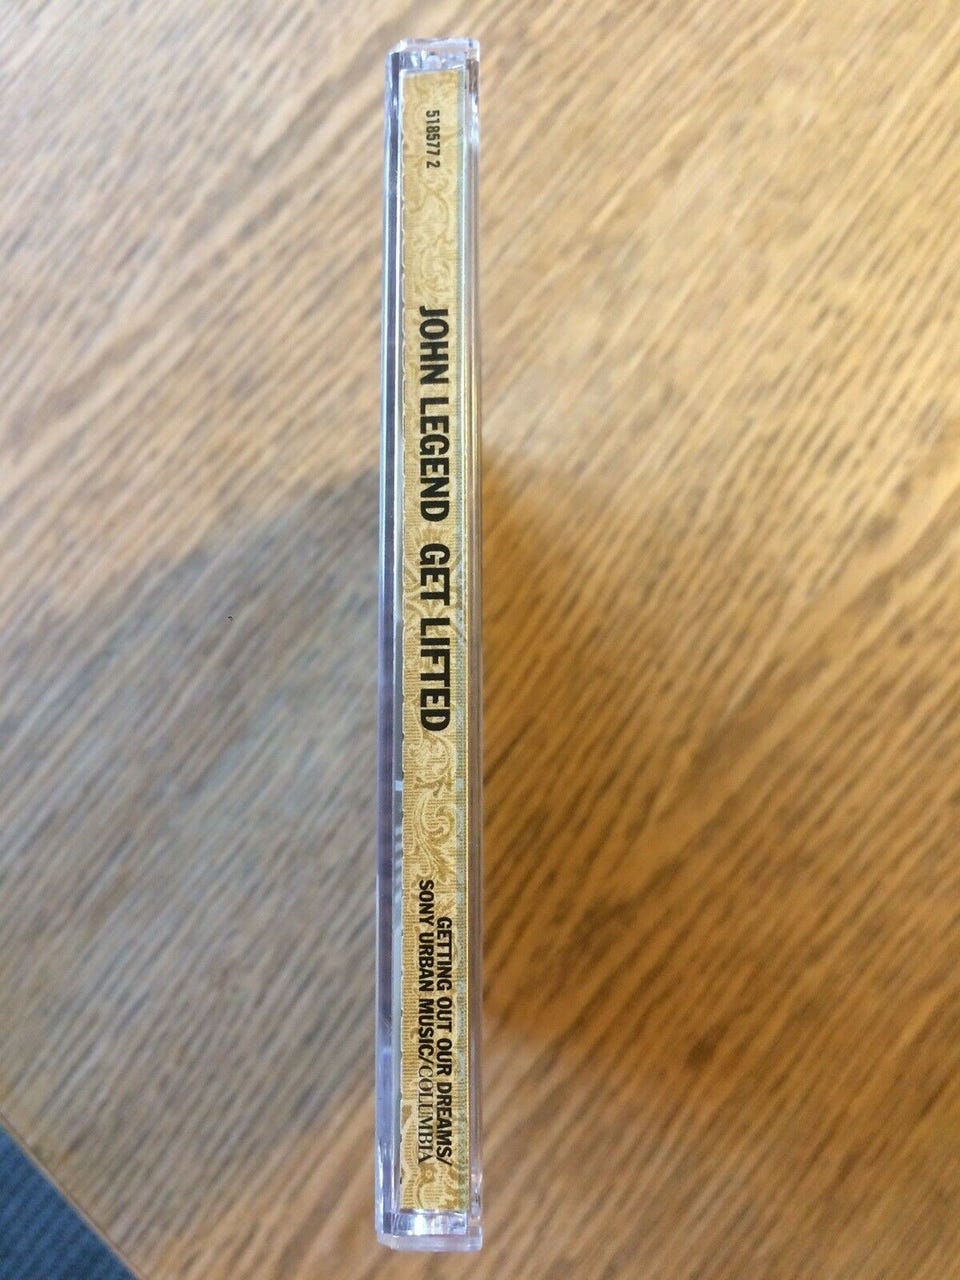 518577 2
JOHN LEGEND GET LIFTED
GETTING OUT OUR DREAMS/
SONY URBAN MUSIC/COLUMBIA